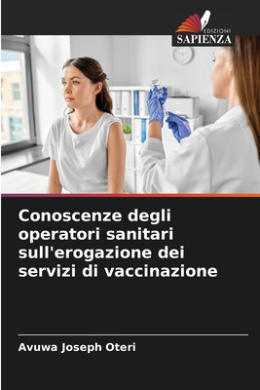 EDIZIONI
SAPIENZA
Conoscenze degli
operatori sanitari
sull'erogazione dei
servizi di vaccinazione
Avuwa Joseph Oteri